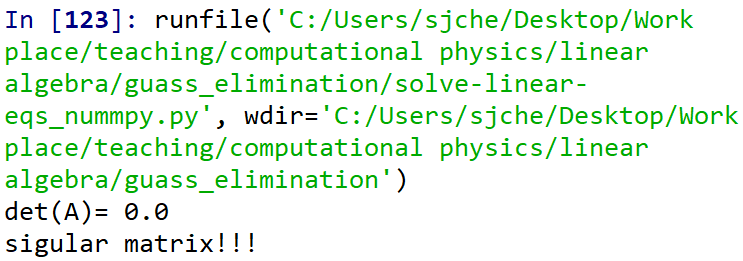 In [123]: runfile('C:/Users/sjche/Desktop/Work
place/teaching/computational physics/linear
algebra/guass_elimination/solve-linear-
eqs_nummpy.py', wdir='C:/Users/sjche/Desktop/Work
place/teaching/computational physics/linear
algebra/guass_elimination')
det(A)= 0.0
sigular matrix!!!